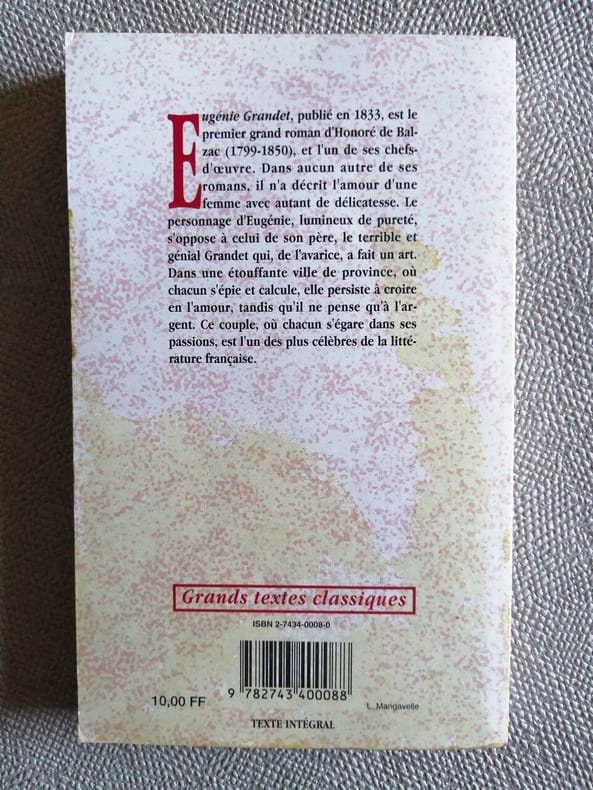 Eugénie Grandet, publié en 1833, est le
premier grand roman d'Honoré de Bal-
zac (1799-1850), et l'un de ses chefs-
d'œuvre. Dans aucun autre de ses
romans, il n'a décrit l'amour d'une
femme avec autant de délicatesse. Le
personnage d'Eugénie, lumineux de pureté,
s'oppose à celui de son père, le terrible et
génial Grandet qui, de l'avarice, a fait un art.
Dans une étouffante ville de province, où
chacun s'épie et calcule, elle persiste à croire
en l'amour, tandis qu'il ne pense qu'à l'ar-
gent. Ce couple, où chacun s'égare dans ses
passions, est l'un des plus célèbres de la litté-
rature française.
Grands textes classiques
ISBN 2-7434-0008-0
10,00 FF
9 782743 400088
L. Mangavelle
TEXTE INTÉGRAL